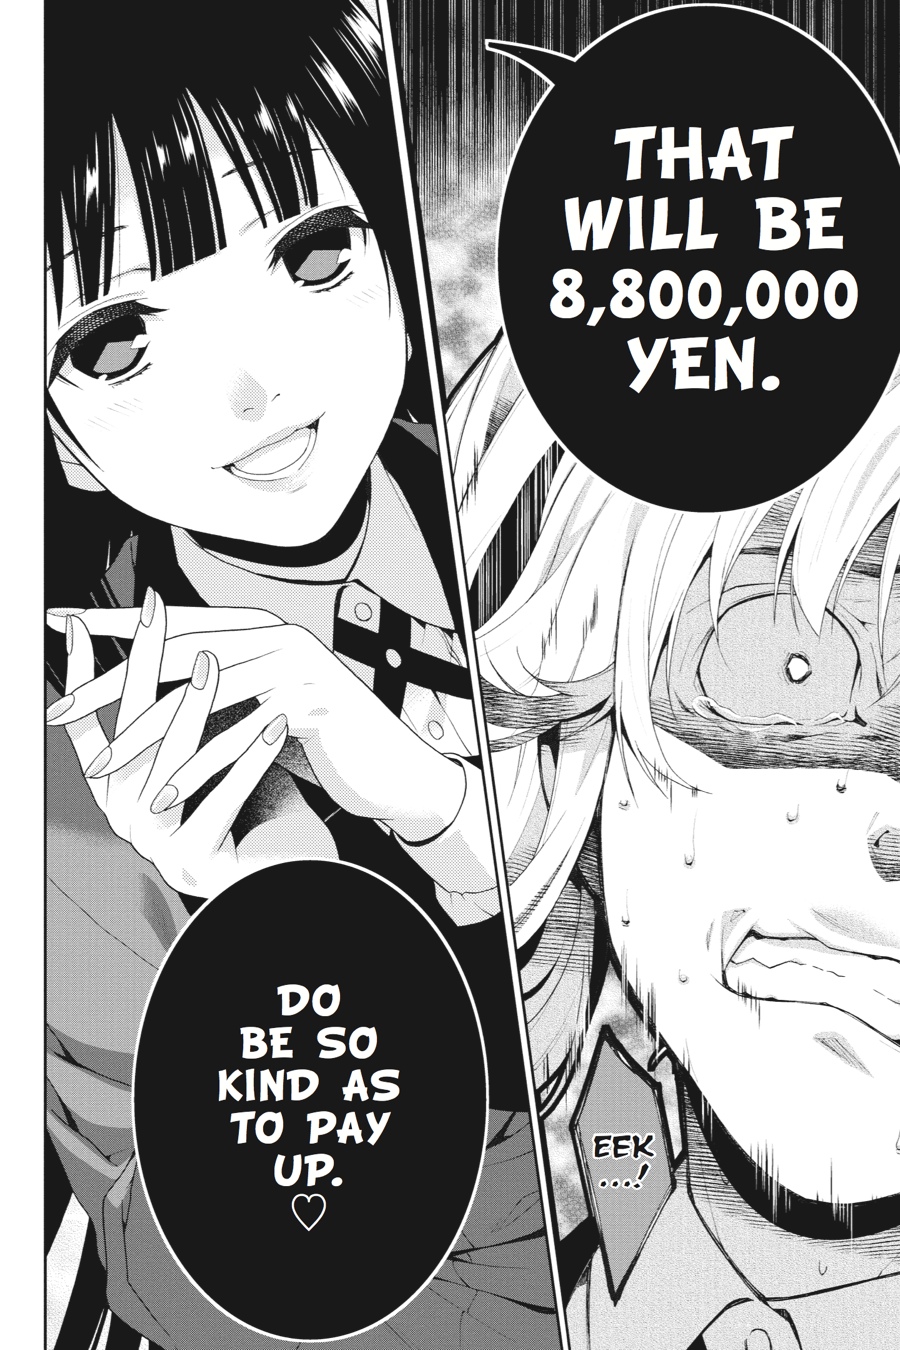 THAT
WILL BE
8,800,000
YEN.
EEK
...!
DO
BE SO
KIND AS
TO PAY
UP.
♡